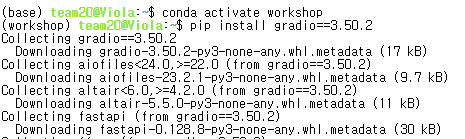 (base) team20@Viola:~$ conda activate workshop
(workshop) team20@Viola:~$ pip install gradio==3.50.2
Collecting gradio==3.50.2
  Downloading gradio-3.50.2-py3-none-any.whl.metadata (17 kB)
Collecting aiofiles<24.0,>=22.0 (from gradio==3.50.2)
  Downloading aiofiles-23.2.1-py3-none-any.whl.metadata (9.7 kB)
Collecting altair<6.0,>=4.2.0 (from gradio==3.50.2)
  Downloading altair-5.5.0-py3-none-any.whl.metadata (11 kB)
Collecting fastapi (from gradio==3.50.2)
  Downloading fastapi-0.128.8-py3-none-any.whl.metadata (30 kB)